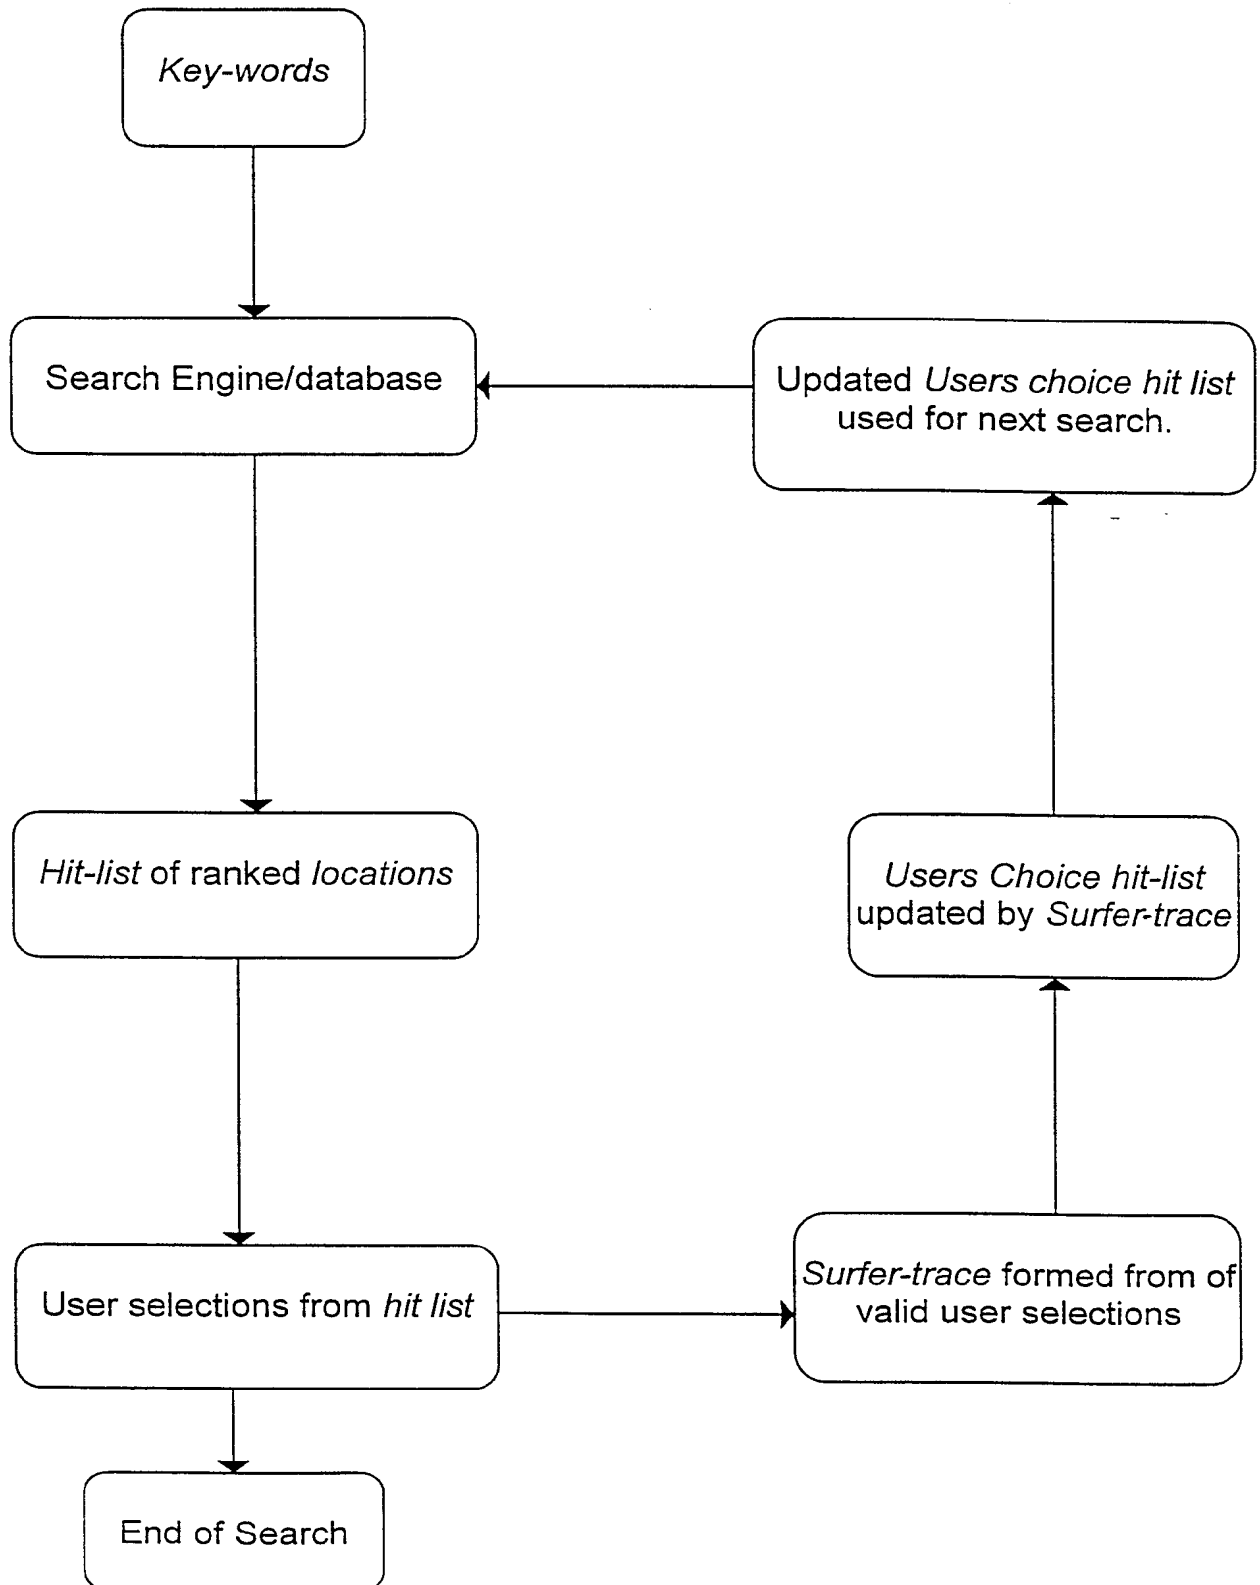 Key-words
Search Engine/database
Updated Users choice hit list
used for next search.
Hit-list of ranked locations
Users Choice hit-list
updated by Surfer-trace
User selections from hit list
Surfer-trace formed from of
valid user selections
End of Search